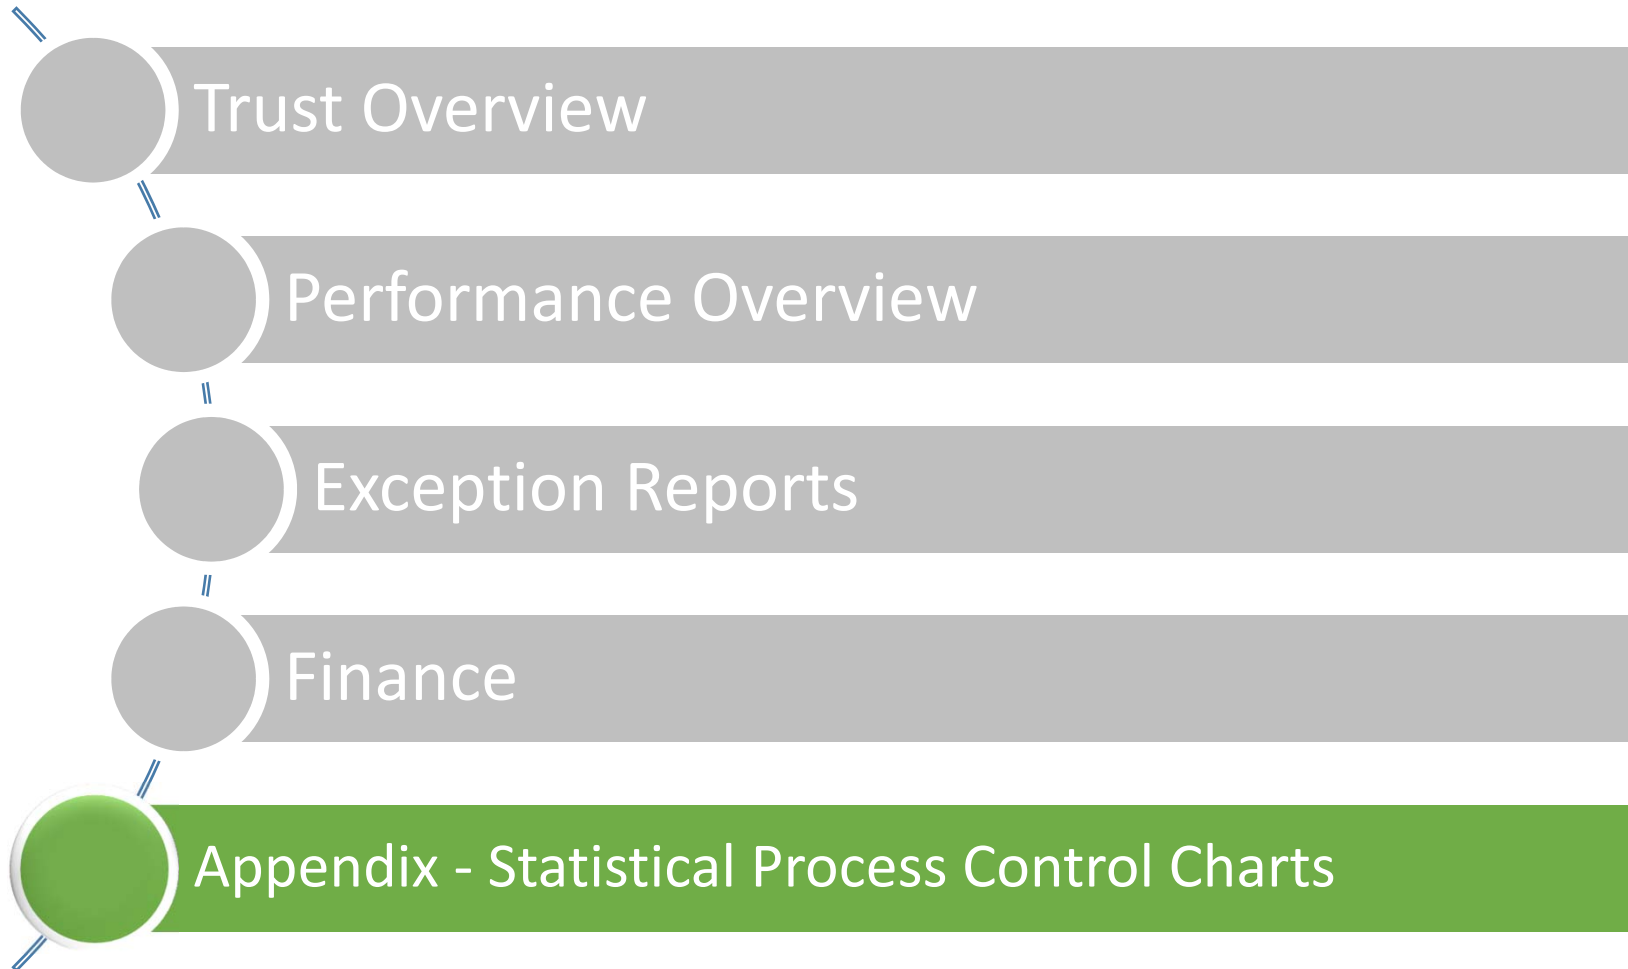 Trust Overview
Performance Overview
Exception Reports
Finance
Appendix - Statistical Process Control Charts